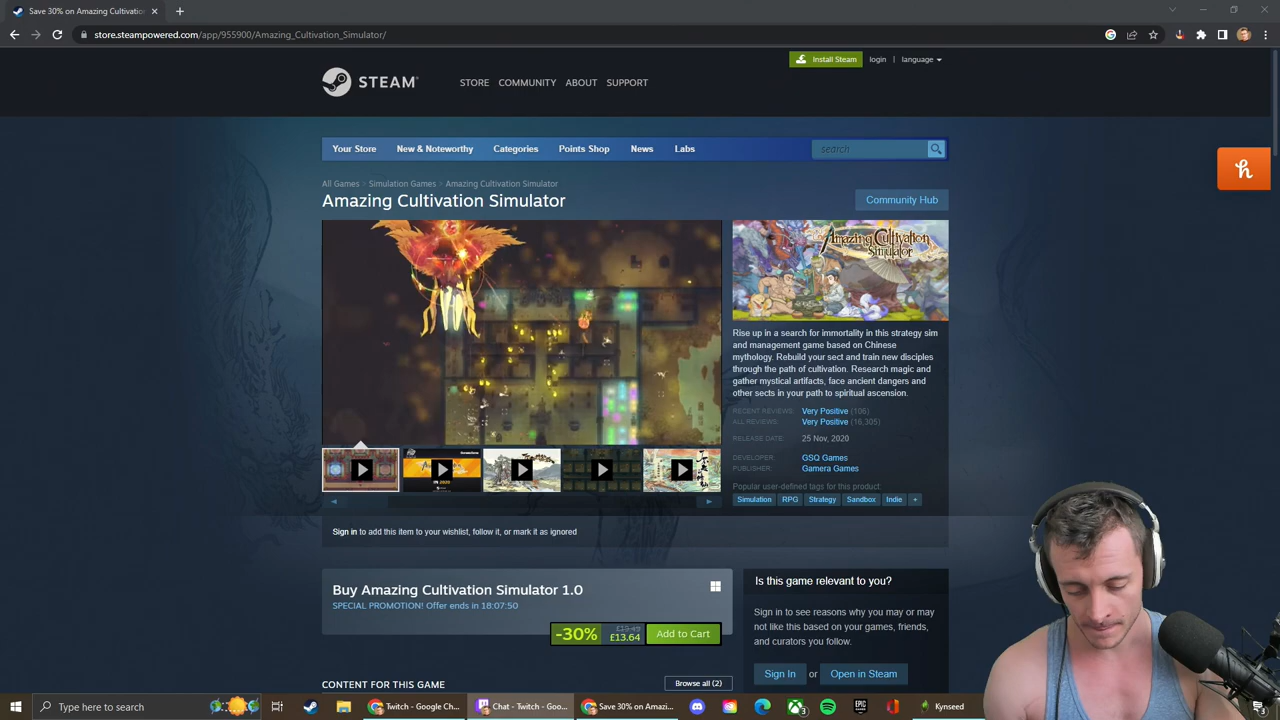 Save 30% on Amazing Cultivation
store.steampowered.com/app/955900/Amazing_Cultivation_Simulator/
Install Steam
login | language
STEAM
STORE COMMUNITY ABOUT SUPPORT
Your Store New & Noteworthy Categories Points Shop News Labs
search
All Games > Simulation Games > Amazing Cultivation Simulator
Amazing Cultivation Simulator
Community Hub
Amazing Cultivation
Simulator
Rise up in a search for immortality in this strategy sim
and management game based on Chinese
mythology. Rebuild your sect and train new disciples
through the path of cultivation. Research magic and
gather mystical artifacts, face ancient dangers and
other sects in your path to spiritual ascension.
RECENT REVIEWS: Very Positive (106)
ALL REVIEWS: Very Positive (16,305)
RELEASE DATE: 25 Nov, 2020
DEVELOPER: GSQ Games
PUBLISHER: Gamera Games
Popular user-defined tags for this product:
Simulation RPG Strategy Sandbox Indie +
IN 2020
Sign in to add this item to your wishlist, follow it, or mark it as ignored
Buy Amazing Cultivation Simulator 1.0
SPECIAL PROMOTION! Offer ends in 18:07:50
-30% £19.49 £13.64 Add to Cart
Is this game relevant to you?
Sign in to see reasons why you may or may
not like this based on your games, friends,
and curators you follow.
Sign In or Open in Steam
CONTENT FOR THIS GAME
Browse all (2)
Type here to search
Twitch - Google Ch...
Chat - Twitch - Goo...
Save 30% on Amazi...
EPIC
Kynseed